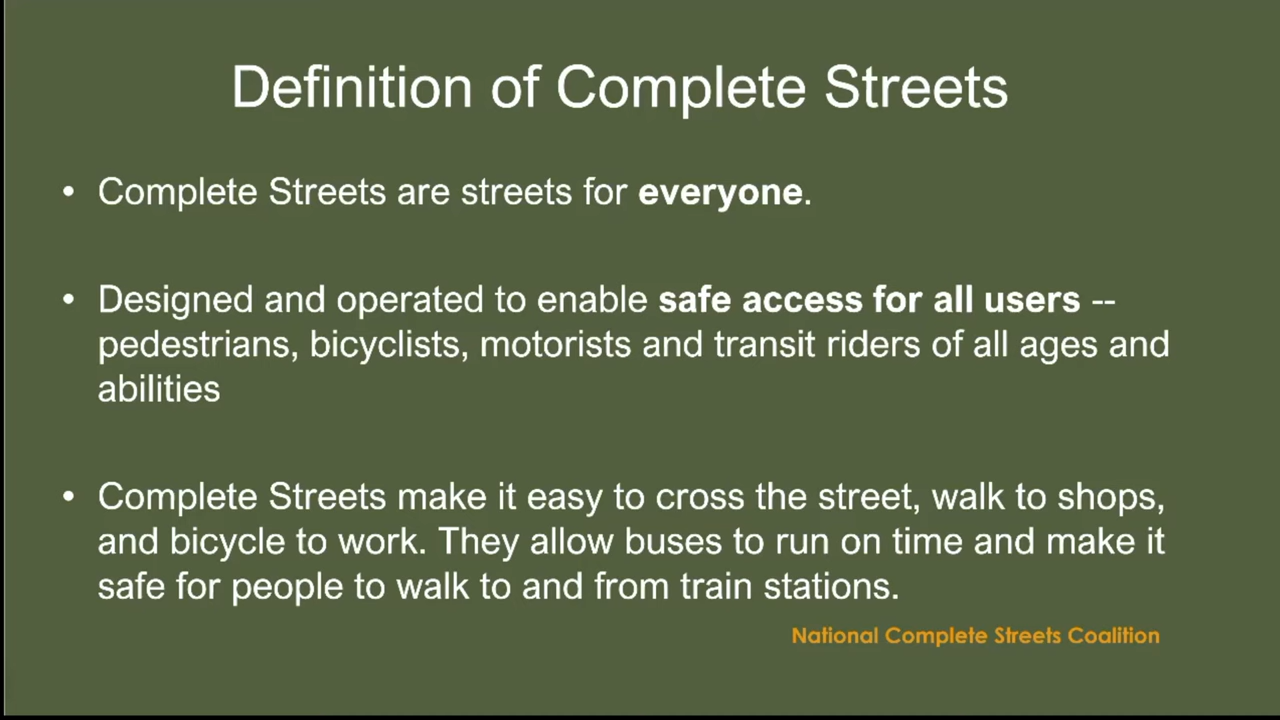 Definition of Complete Streets
• Complete Streets are streets for everyone.
• Designed and operated to enable safe access for all users --
pedestrians, bicyclists, motorists and transit riders of all ages and
abilities
• Complete Streets make it easy to cross the street, walk to shops,
and bicycle to work. They allow buses to run on time and make it
safe for people to walk to and from train stations.
National Complete Streets Coalition